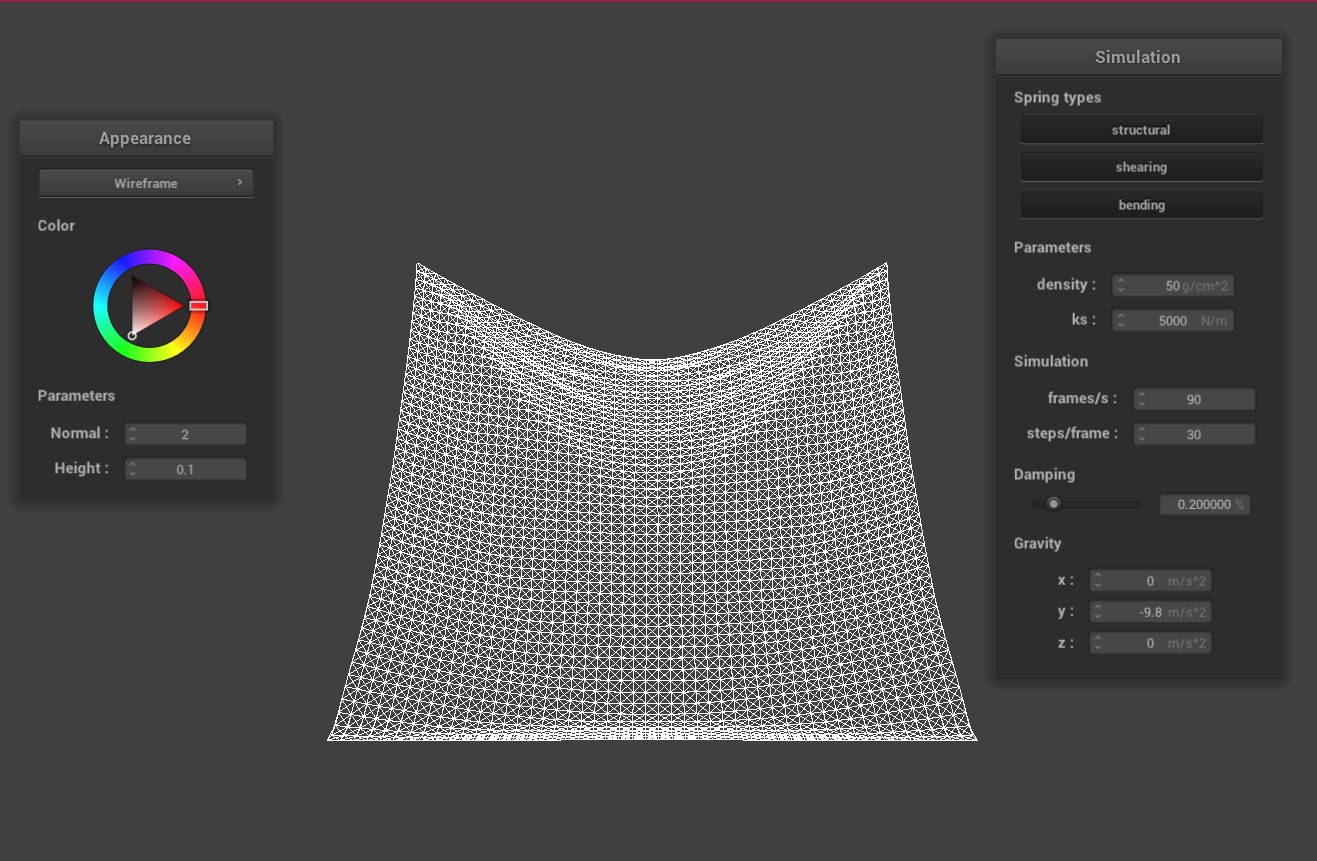 Appearance
Wireframe
Color
Parameters
Normal : 2
Height : 0.1
Simulation
Spring types
structural
shearing
bending
Parameters
density : 50 g/cm^2
ks : 5000 N/m
Simulation
frames/s : 90
steps/frame : 30
Damping
0.200000 %
Gravity
x : 0 m/s^2
y : -9.8 m/s^2
z : 0 m/s^2